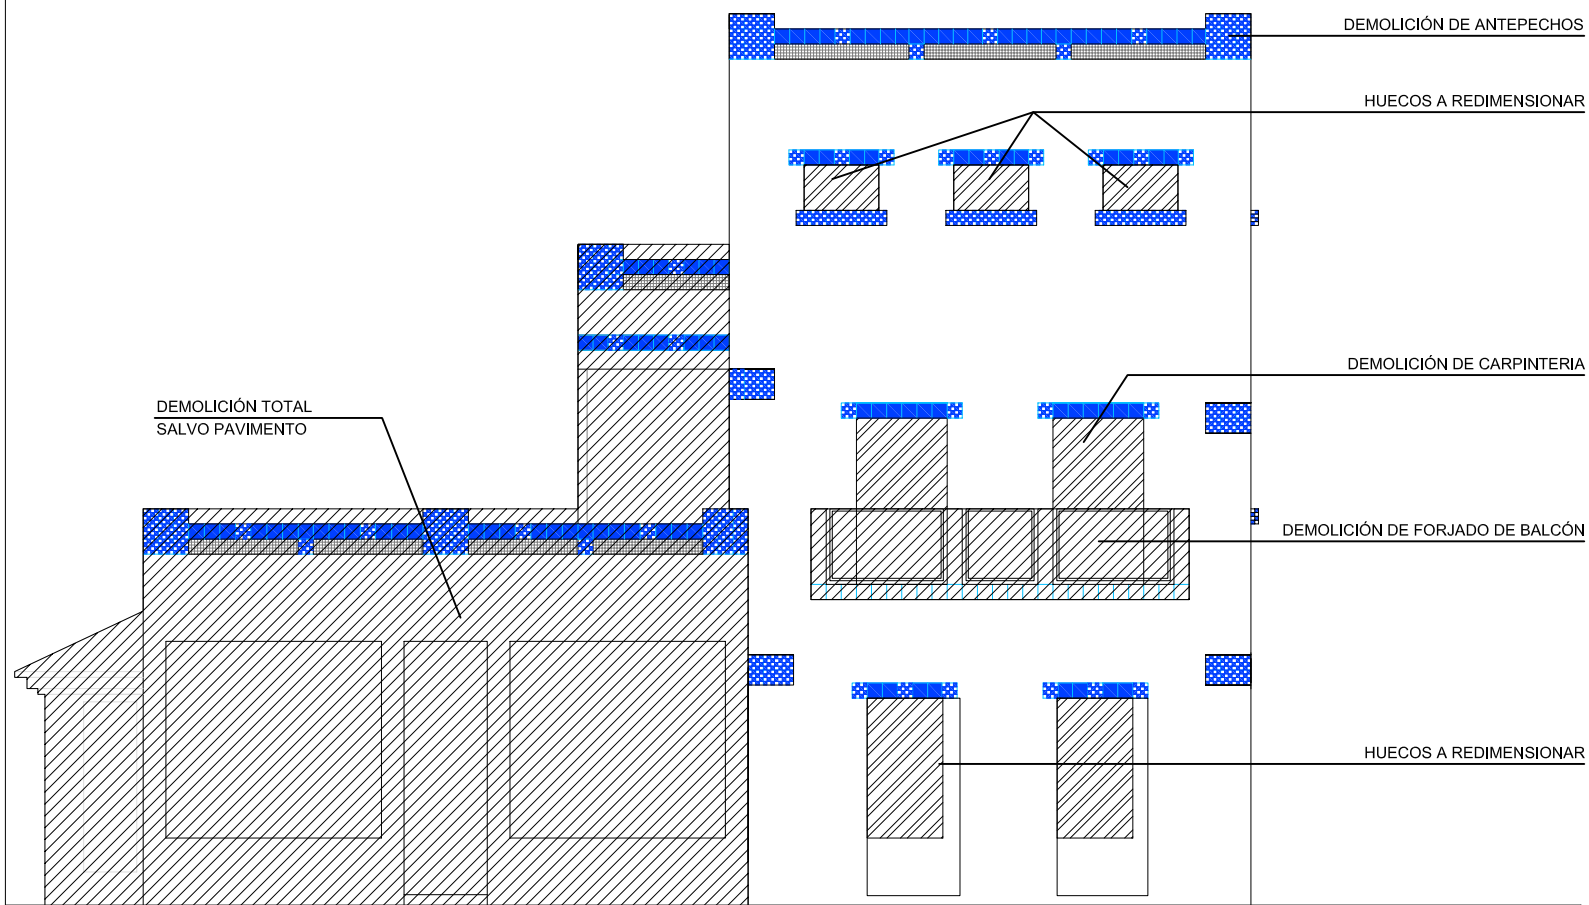 DEMOLICIÓN DE ANTEPECHOS
HUECOS A REDIMENSIONAR
DEMOLICIÓN DE CARPINTERIA
DEMOLICIÓN TOTAL
SALVO PAVIMENTO
DEMOLICIÓN DE FORJADO DE BALCÓN
HUECOS A REDIMENSIONAR